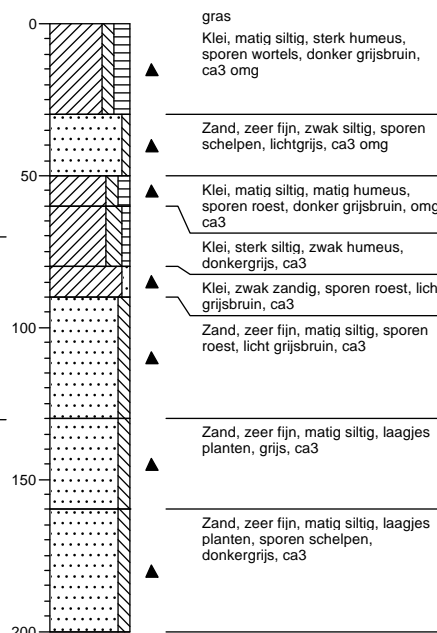 gras
0
Klei, matig siltig, sterk humeus,
sporen wortels, donker grijsbruin,
ca3 omg
Zand, zeer fijn, zwak siltig, sporen
schelpen, lichtgrijs, ca3 omg
50
Klei, matig siltig, matig humeus,
sporen roest, donker grijsbruin, omg
ca3
Klei, sterk siltig, zwak humeus,
donkergrijs, ca3
Klei, zwak zandig, sporen roest, lich
grijsbruin, ca3
100
Zand, zeer fijn, matig siltig, sporen
roest, licht grijsbruin, ca3
Zand, zeer fijn, matig siltig, laagjes
planten, grijs, ca3
150
Zand, zeer fijn, matig siltig, laagjes
planten, sporen schelpen,
donkergrijs, ca3
200